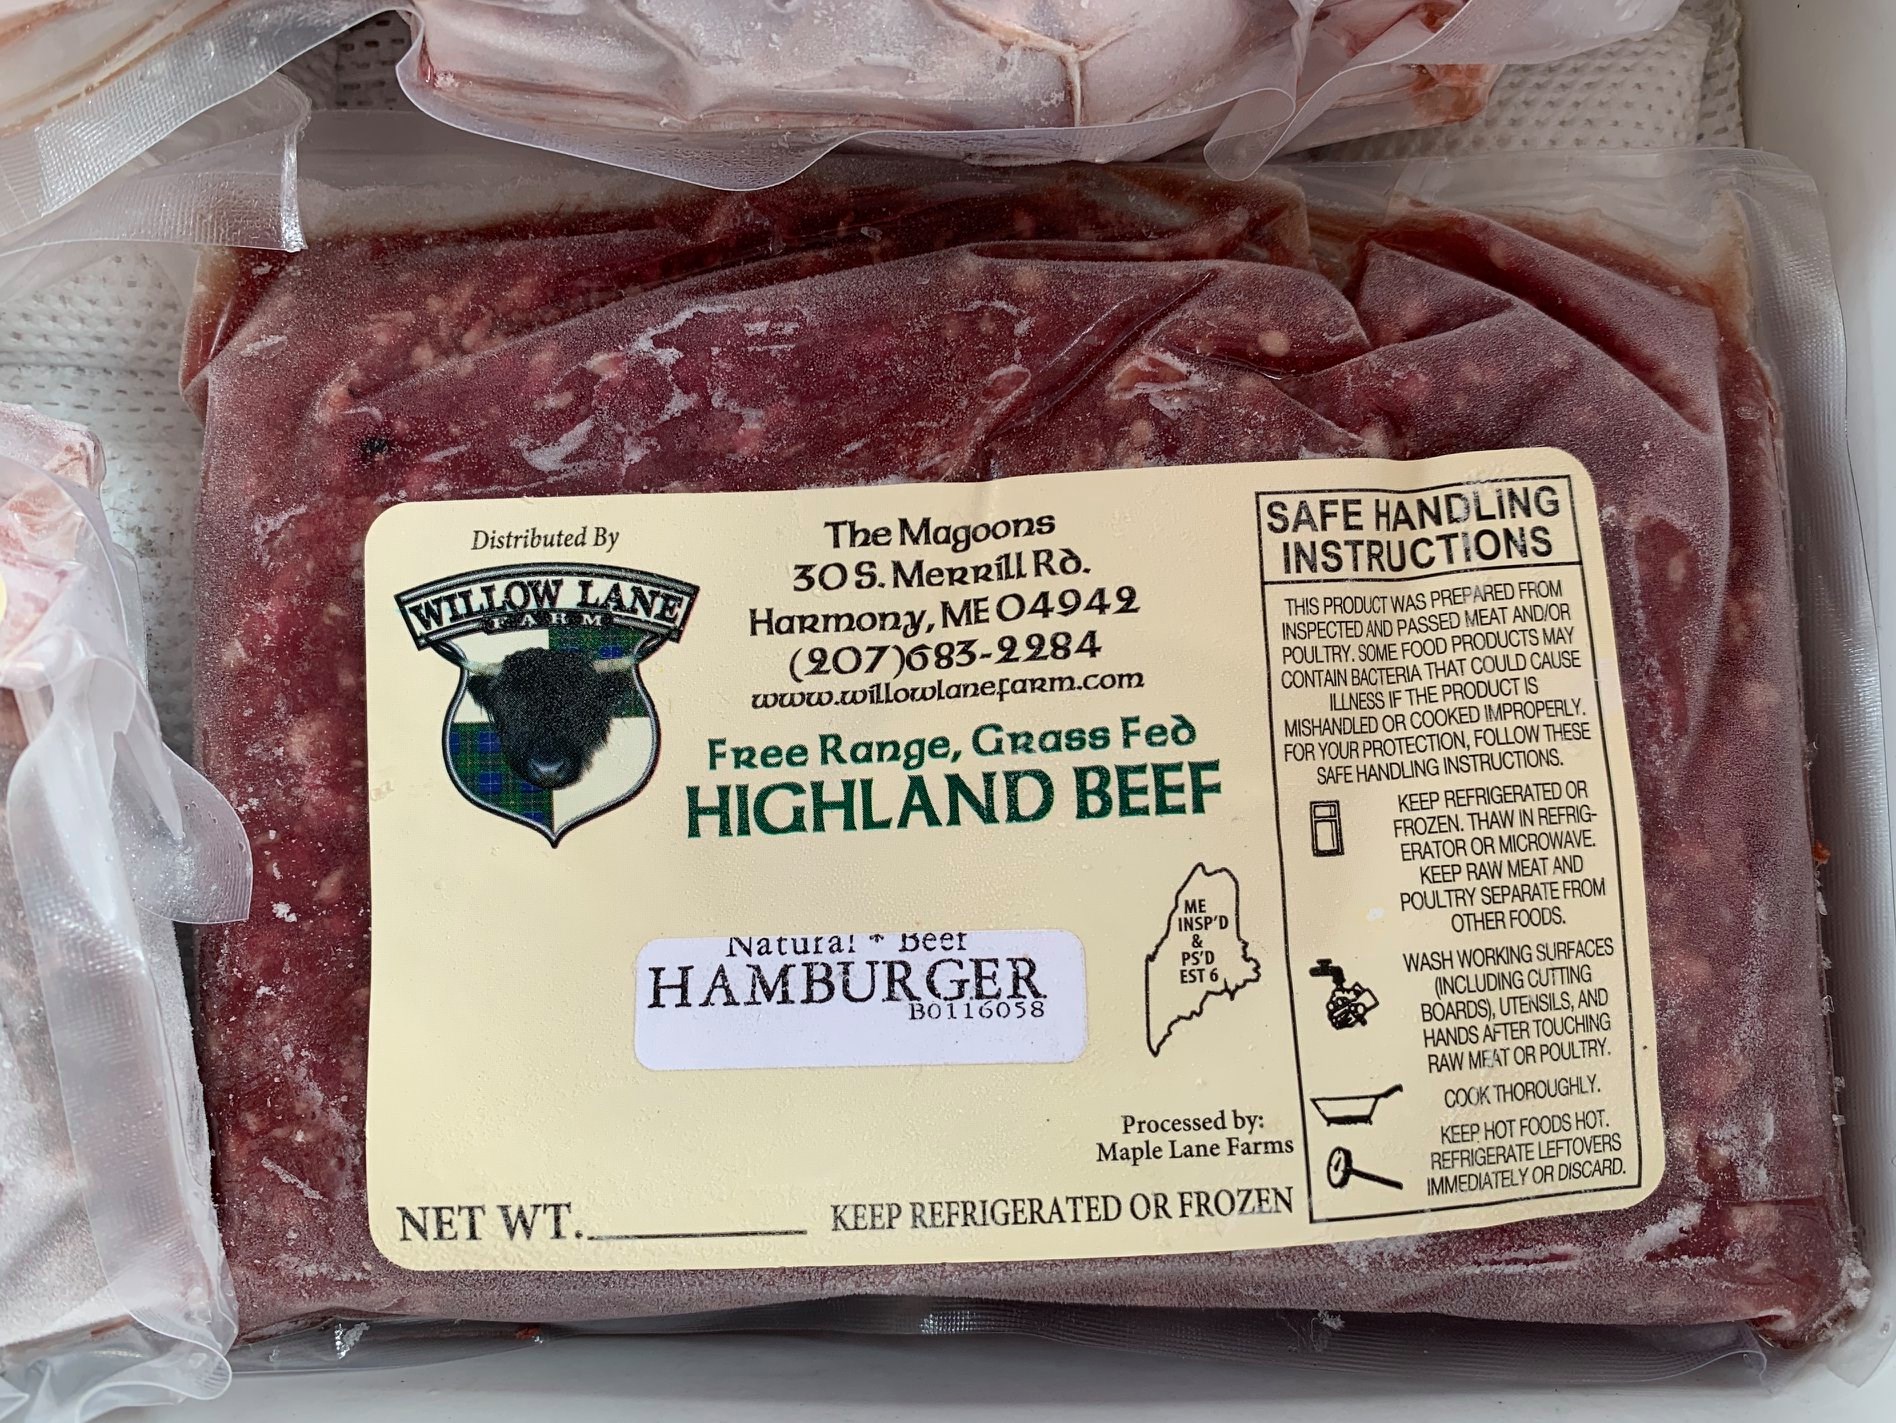 Distributed By
WILLOW LANE
FARM
The Magoons
30 S. Merrill Rd.
Harmony, ME 04942
(207)683-2284
www.willowlanefarm.com
Free Range, Grass Fed
HIGHLAND BEEF
Natural * Beef
HAMBURGER
B0116058
ME
INSP'D
&
PS'D
EST 6
Processed by:
Maple Lane Farms
NET WT.
KEEP REFRIGERATED OR FROZEN
SAFE HANDLING
INSTRUCTIONS
THIS PRODUCT WAS PREPARED FROM
INSPECTED AND PASSED MEAT AND/OR
POULTRY. SOME FOOD PRODUCTS MAY
CONTAIN BACTERIA THAT COULD CAUSE
ILLNESS IF THE PRODUCT IS
MISHANDLED OR COOKED IMPROPERLY.
FOR YOUR PROTECTION, FOLLOW THESE
SAFE HANDLING INSTRUCTIONS.
KEEP REFRIGERATED OR
FROZEN. THAW IN REFRIG-
ERATOR OR MICROWAVE.
KEEP RAW MEAT AND
POULTRY SEPARATE FROM
OTHER FOODS.
WASH WORKING SURFACES
(INCLUDING CUTTING
BOARDS), UTENSILS, AND
HANDS AFTER TOUCHING
RAW MEAT OR POULTRY.
COOK THOROUGHLY.
KEEP HOT FOODS HOT.
REFRIGERATE LEFTOVERS
IMMEDIATELY OR DISCARD.